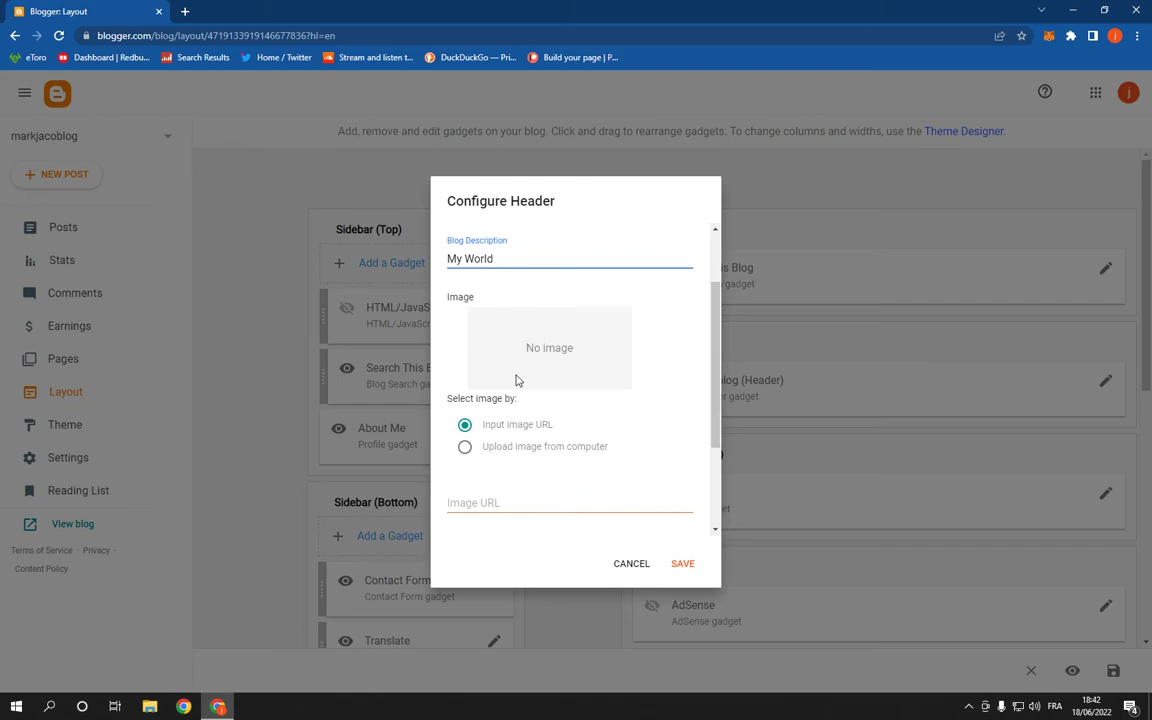 Blogger: Layout
blogger.com/blog/layout/4719133919146677836?hl=en
eToro
Dashboard | Redbu...
Search Results
Home / Twitter
Stream and listen t...
DuckDuckGo — Pri...
Build your page | P...
j
Add, remove and edit gadgets on your blog. Click and drag to rearrange gadgets. To change columns and widths, use the Theme Designer.
markjacoblog
NEW POST
Posts
Stats
Comments
Earnings
Pages
Layout
Theme
Settings
Reading List
View blog
Terms of Service · Privacy ·
Content Policy
Sidebar (Top)
Add a Gadget
HTML/JavaS
HTML/JavaScr
Search This E
Blog Search ga
About Me
Profile gadget
Sidebar (Bottom)
Add a Gadget
Contact Form
Contact Form gadget
Translate
Configure Header
Blog Description
My World
Image
No image
Select image by:
Input image URL
Upload image from computer
Image URL
CANCEL
SAVE
is Blog
gadget
log (Header)
er gadget
)
get
AdSense
AdSense gadget
FRA
18:42
18/06/2022
4